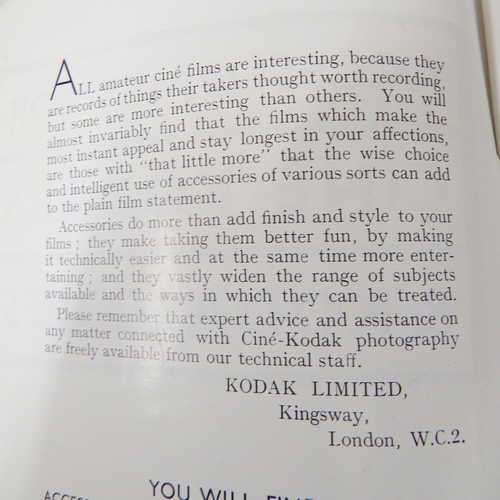 ALL amateur ciné films are interesting, because they
are records of things their takers thought worth recording,
but some are more interesting than others. You will
almost invariably find that the films which make the
most instant appeal and stay longest in your affections,
are those with "that little more" that the wise choice
and intelligent use of accessories of various sorts can add
to the plain film statement.
Accessories do more than add finish and style to your
films; they make taking them better fun, by making
it technically easier and at the same time more enter-
taining; and they vastly widen the range of subjects
available and the ways in which they can be treated.
Please remember that expert advice and assistance on
any matter connected with Ciné-Kodak photography
are freely available from our technical staff.
KODAK LIMITED,
Kingsway,
London, W.C.2.
YOU WILL